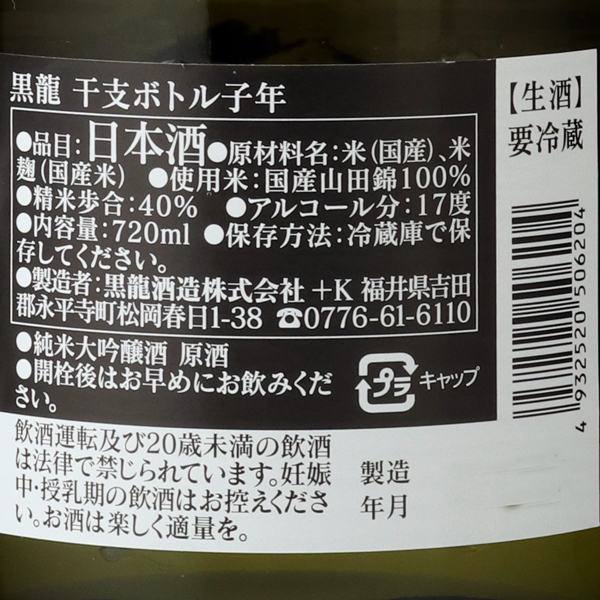 黒龍 干支ボトル子年
●品目:日本酒●原材料名:米(国産)、米
麹(国産米) ●使用米:国産山田錦100%
●精米歩合:40% ●アルコール分:17度
●内容量:720ml ●保存方法:冷蔵庫で保
存してください。
●製造者:黒龍酒造株式会社 +K 福井県吉田
郡永平寺町松岡春日1-38 ☎0776-61-6110
●純米大吟醸酒 原酒
●開栓後はお早めにお飲みくだ
さい。
プラ キャップ
飲酒運転及び20歳未満の飲酒
は法律で禁じられています。妊娠
中・授乳期の飲酒はお控えくださ
い。お酒は楽しく適量を。
製造
年月
【生酒】
要冷蔵
4 932520 506204